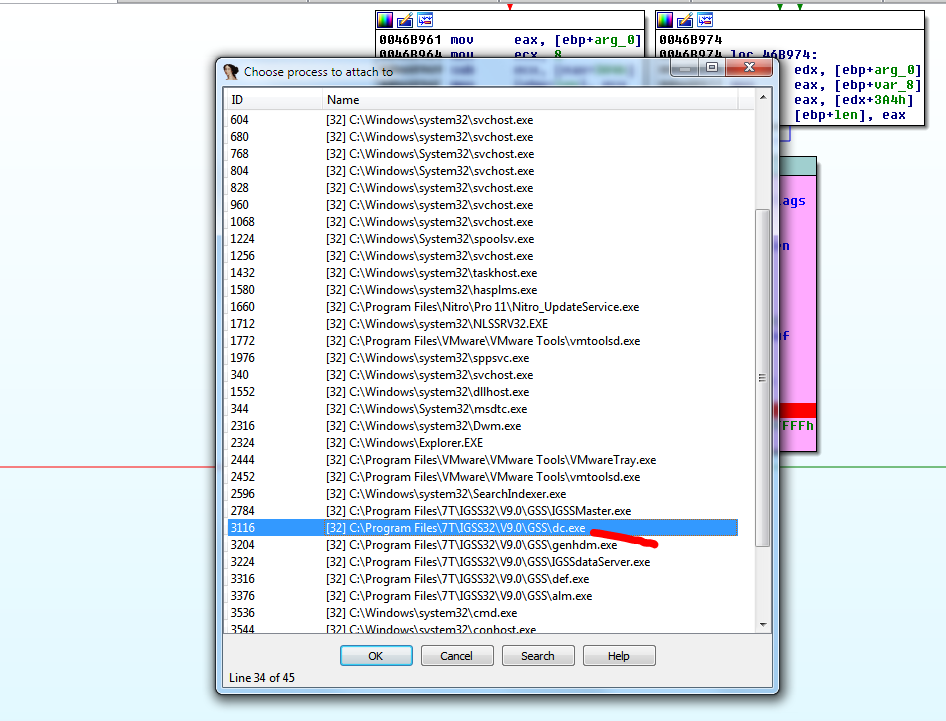 0046B961 mov eax, [ebp+arg_0]
0046B964 mov ecx, 8
0046B974
0046B974 loc_46B974:
edx, [ebp+arg_0]
eax, [ebp+var_8]
eax, [edx+3A4h]
[ebp+len], eax
Choose process to attach to
ID Name
604 [32] C:\Windows\system32\svchost.exe
680 [32] C:\Windows\system32\svchost.exe
768 [32] C:\Windows\System32\svchost.exe
804 [32] C:\Windows\System32\svchost.exe
828 [32] C:\Windows\system32\svchost.exe
960 [32] C:\Windows\system32\svchost.exe
1068 [32] C:\Windows\system32\svchost.exe
1224 [32] C:\Windows\System32\spoolsv.exe
1256 [32] C:\Windows\system32\svchost.exe
1432 [32] C:\Windows\system32\taskhost.exe
1580 [32] C:\Windows\system32\hasplms.exe
1660 [32] C:\Program Files\Nitro\Pro 11\Nitro_UpdateService.exe
1712 [32] C:\Windows\system32\NLSSRV32.EXE
1772 [32] C:\Program Files\VMware\VMware Tools\vmtoolsd.exe
1976 [32] C:\Windows\system32\sppsvc.exe
340 [32] C:\Windows\system32\svchost.exe
1552 [32] C:\Windows\system32\dllhost.exe
344 [32] C:\Windows\System32\msdtc.exe
2316 [32] C:\Windows\system32\Dwm.exe
2324 [32] C:\Windows\Explorer.EXE
2444 [32] C:\Program Files\VMware\VMware Tools\VMwareTray.exe
2452 [32] C:\Program Files\VMware\VMware Tools\vmtoolsd.exe
2596 [32] C:\Windows\system32\SearchIndexer.exe
2784 [32] C:\Program Files\7T\IGSS32\V9.0\GSS\IGSSMaster.exe
3116 [32] C:\Program Files\7T\IGSS32\V9.0\GSS\dc.exe
3204 [32] C:\Program Files\7T\IGSS32\V9.0\GSS\genhdm.exe
3224 [32] C:\Program Files\7T\IGSS32\V9.0\GSS\IGSSdataServer.exe
3316 [32] C:\Program Files\7T\IGSS32\V9.0\GSS\def.exe
3376 [32] C:\Program Files\7T\IGSS32\V9.0\GSS\alm.exe
3536 [32] C:\Windows\system32\cmd.exe
3544 [32] C:\Windows\system32\conhost.exe
OK Cancel Search Help
Line 34 of 45
ags
n
f
FFFh